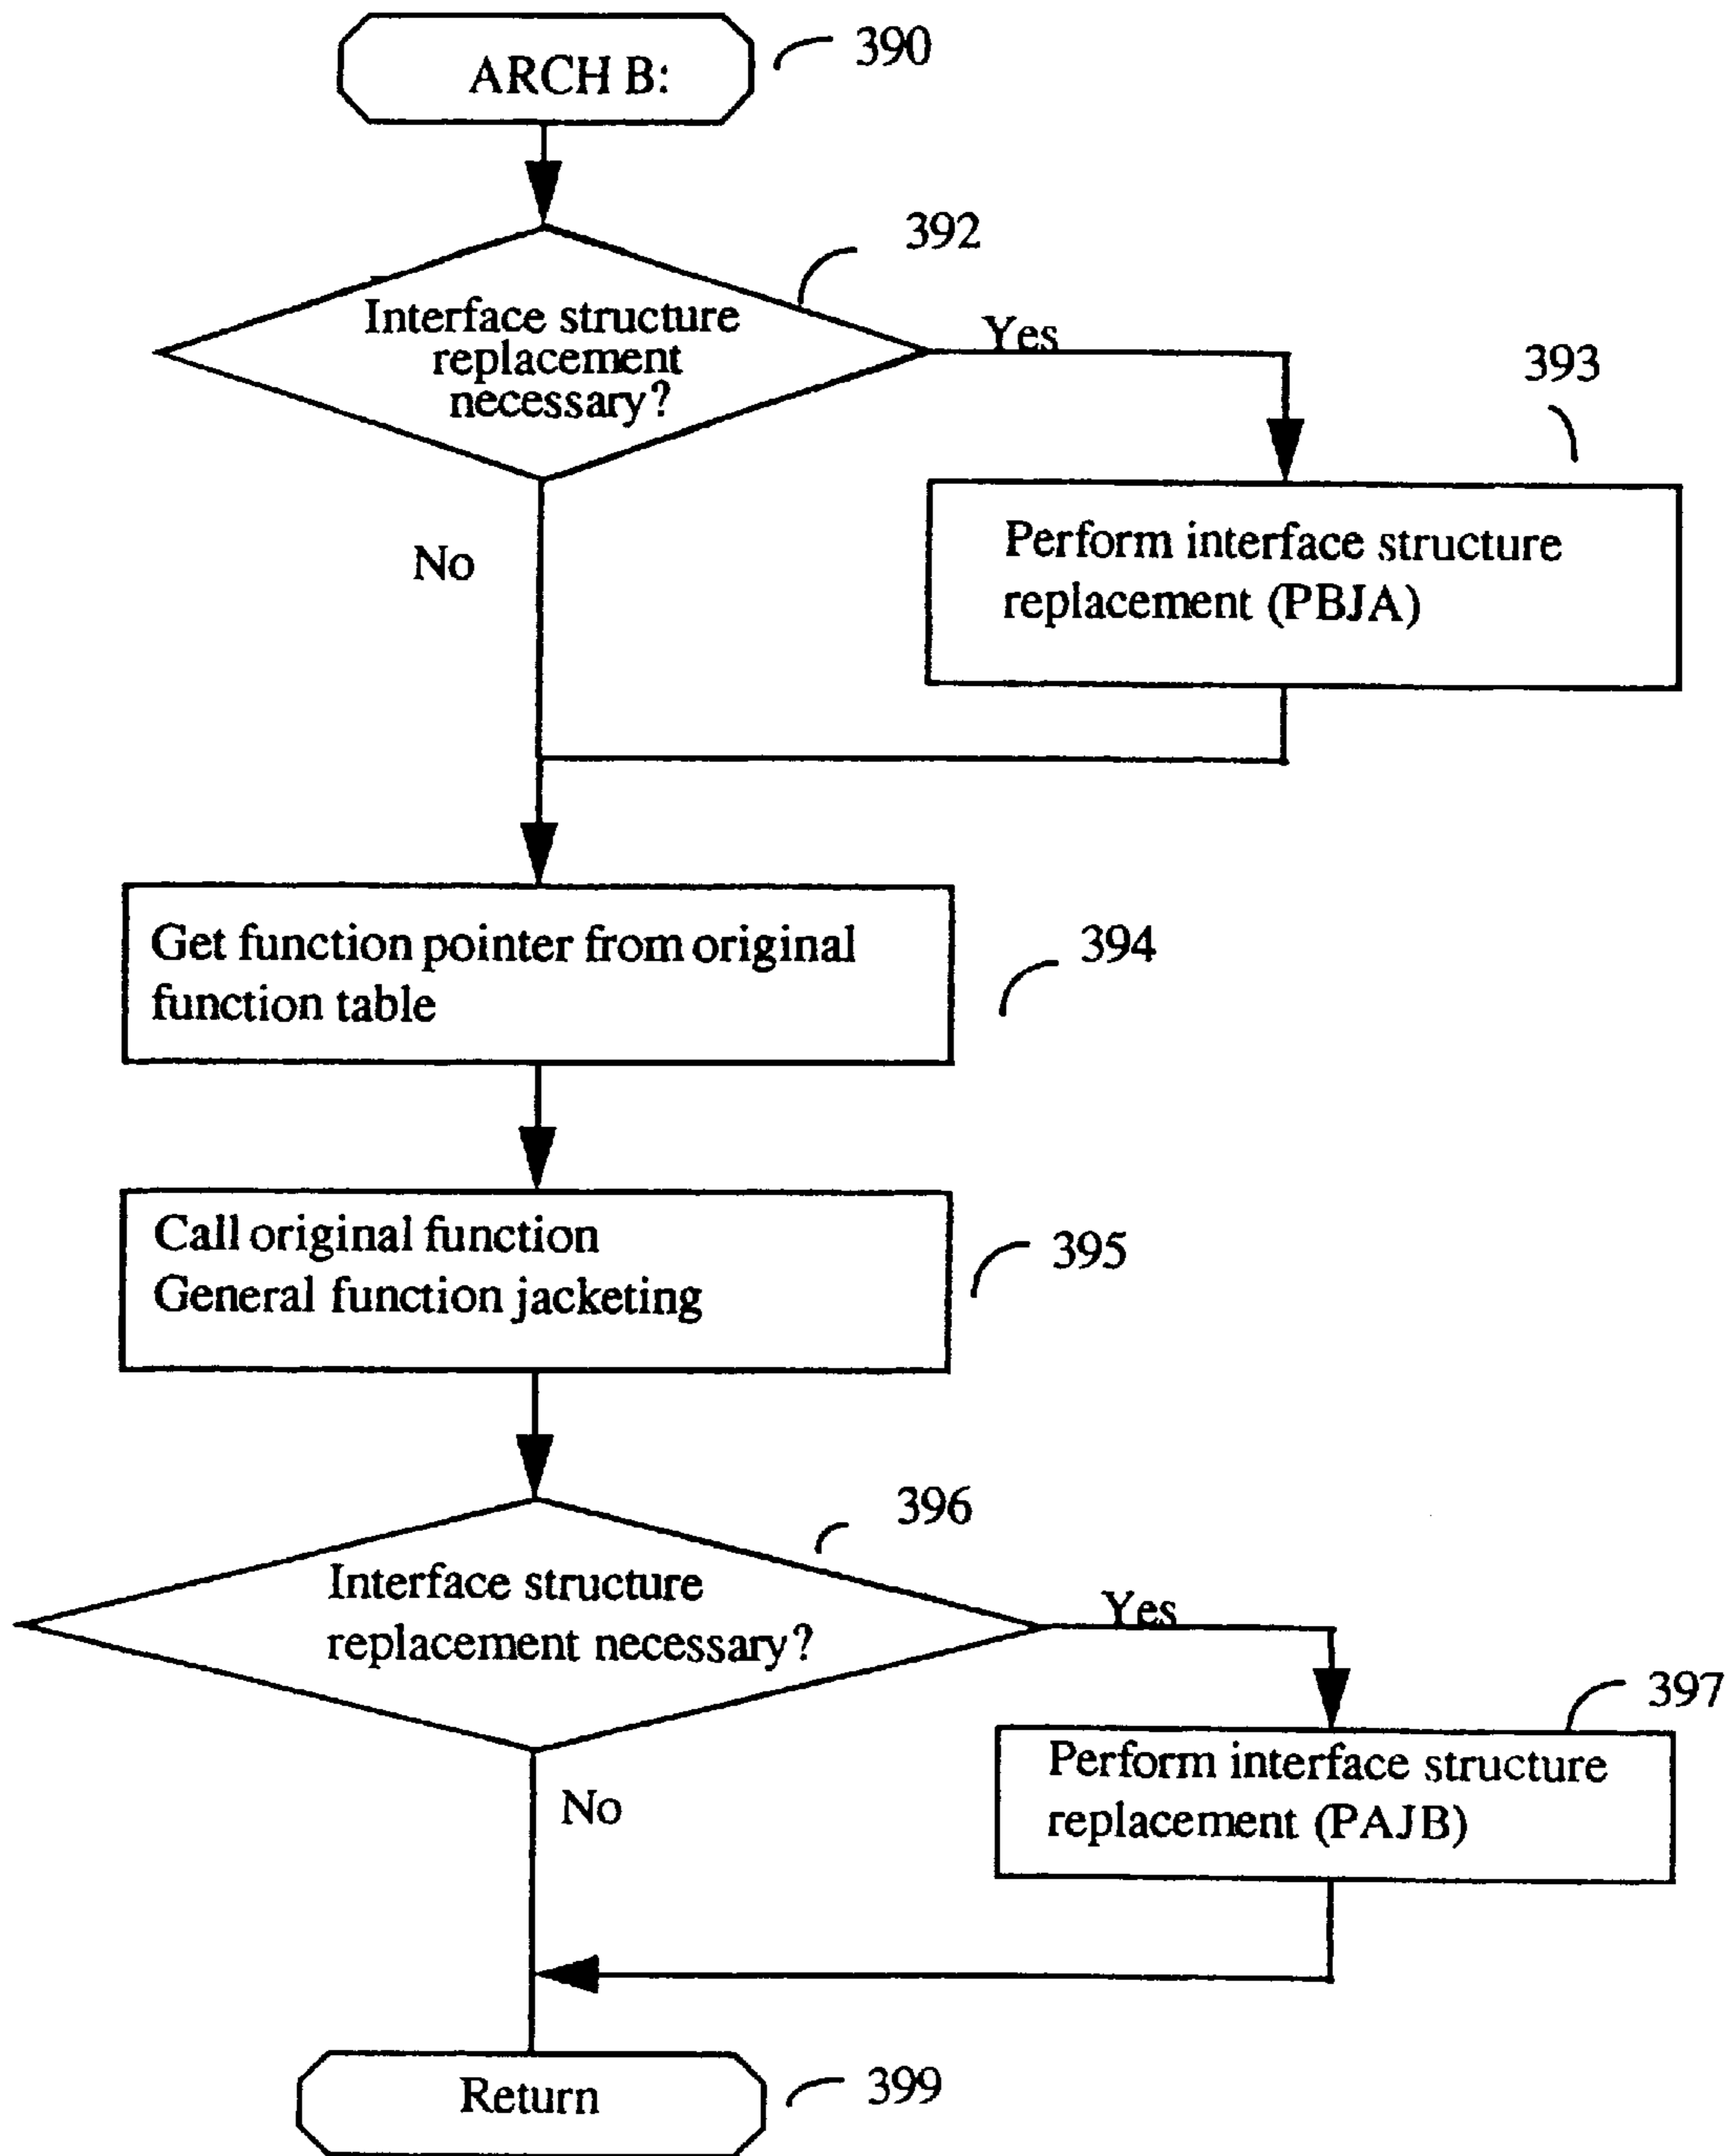 ARCH B:
390
392
Interface structure
replacement
necessary?
Yes
393
Perform interface structure
replacement (PBJA)
No
Get function pointer from original
function table
394
Call original function
General function jacketing
395
396
Interface structure
replacement necessary?
Yes
397
Perform interface structure
replacement (PAJB)
No
Return
399